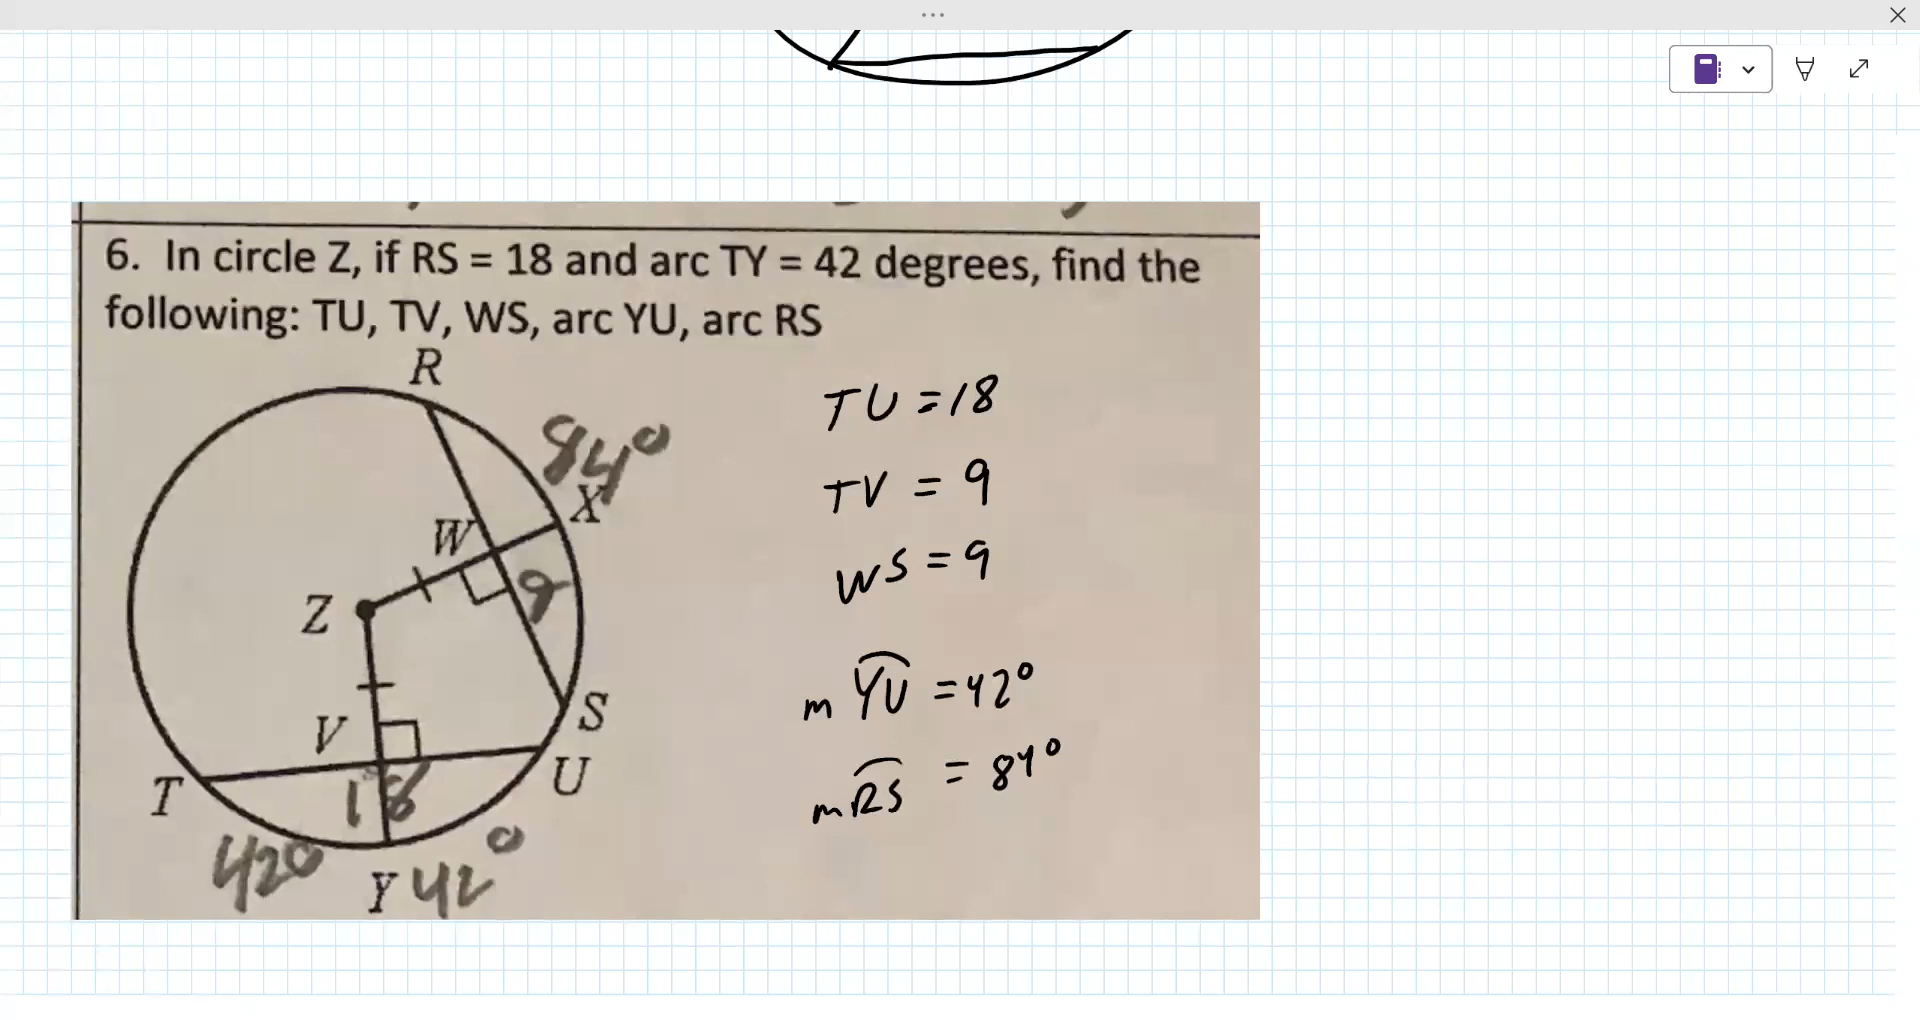 6. In circle Z, if RS = 18 and arc TY = 42 degrees, find the
following: TU, TV, WS, arc YU, arc RS
R
84°
X
W
9
Z
S
V
U
T
18
42°
Y 42°
TU = 18
TV = 9
WS = 9
m YU = 42°
m RS = 84°